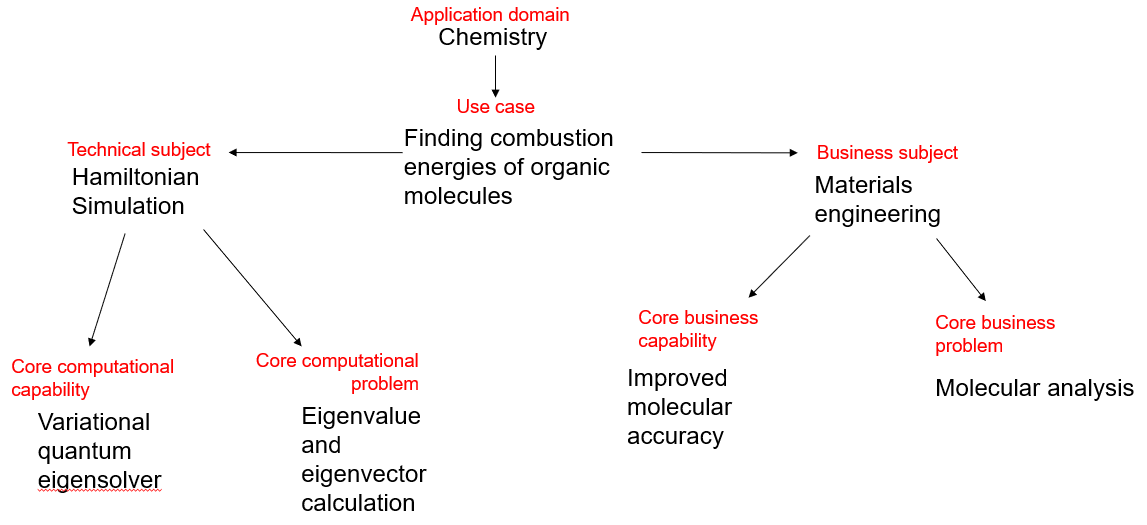 Application domain
Chemistry
Use case
Finding combustion
energies of organic
molecules
Technical subject
Hamiltonian
Simulation
Business subject
Materials
engineering
Core computational
capability
Variational
quantum
eigensolver
Core computational
problem
Eigenvalue
and
eigenvector
calculation
Core business
capability
Improved
molecular
accuracy
Core business
problem
Molecular analysis